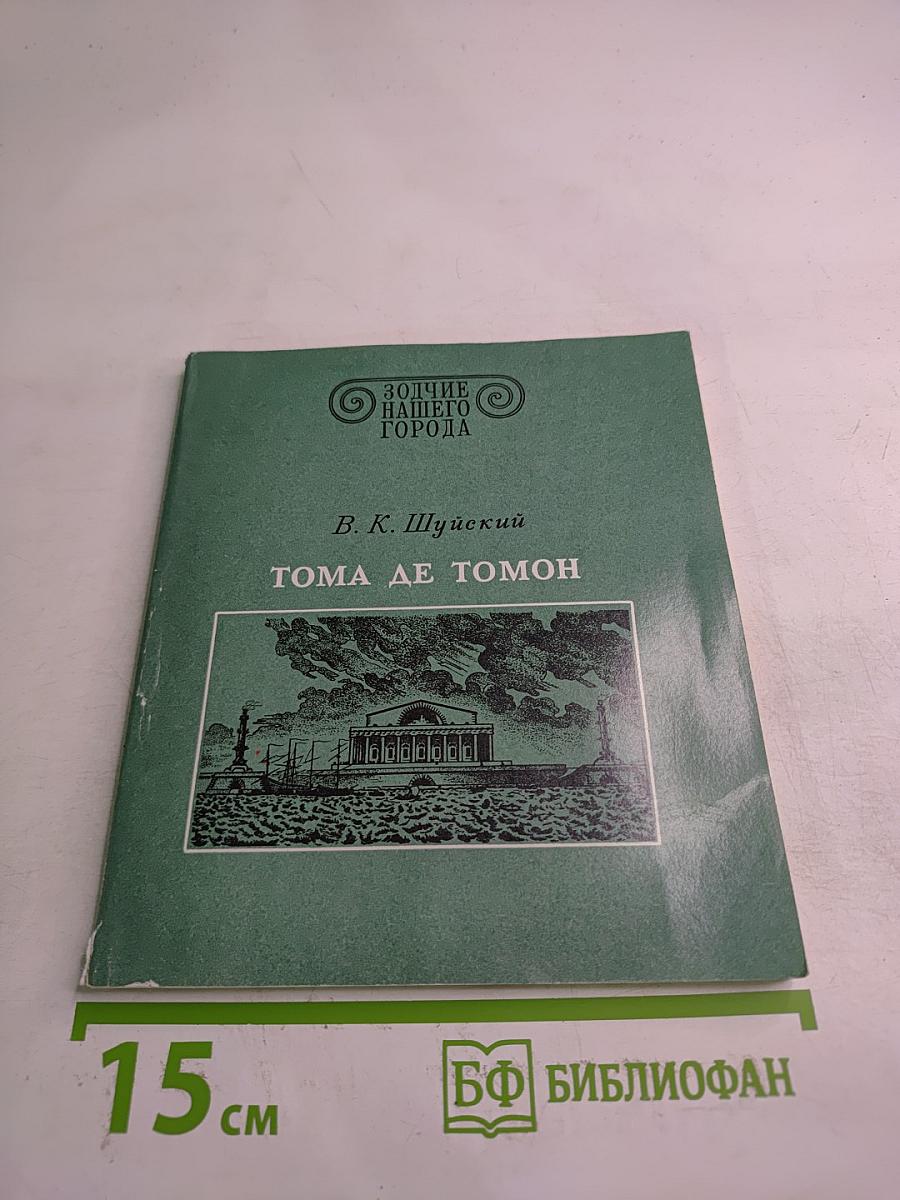 ЗОДЧИЕ
НАШЕГО
ГОРОДА
В. К. Шуйский
ТОМА ДЕ ТОМОН
15 см
БФ БИБЛИОФАН